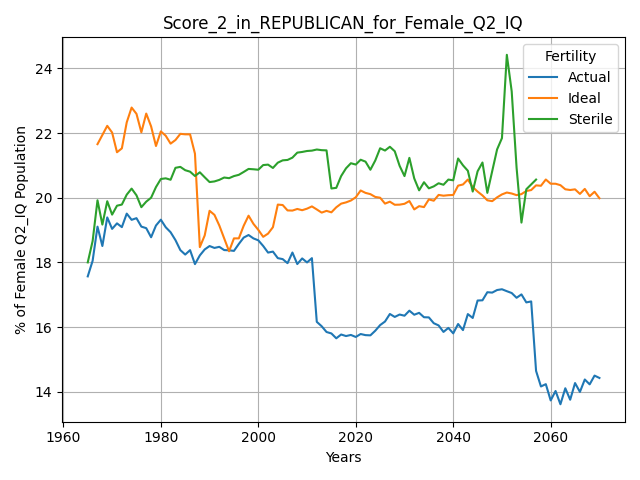 Score_2_in_REPUBLICAN_for_Female_Q2_IQ
% of Female Q2_IQ Population
24
22
20
18
16
14
Fertility
Actual
Ideal
Sterile
1960 1980 2000 2020 2040 2060
Years